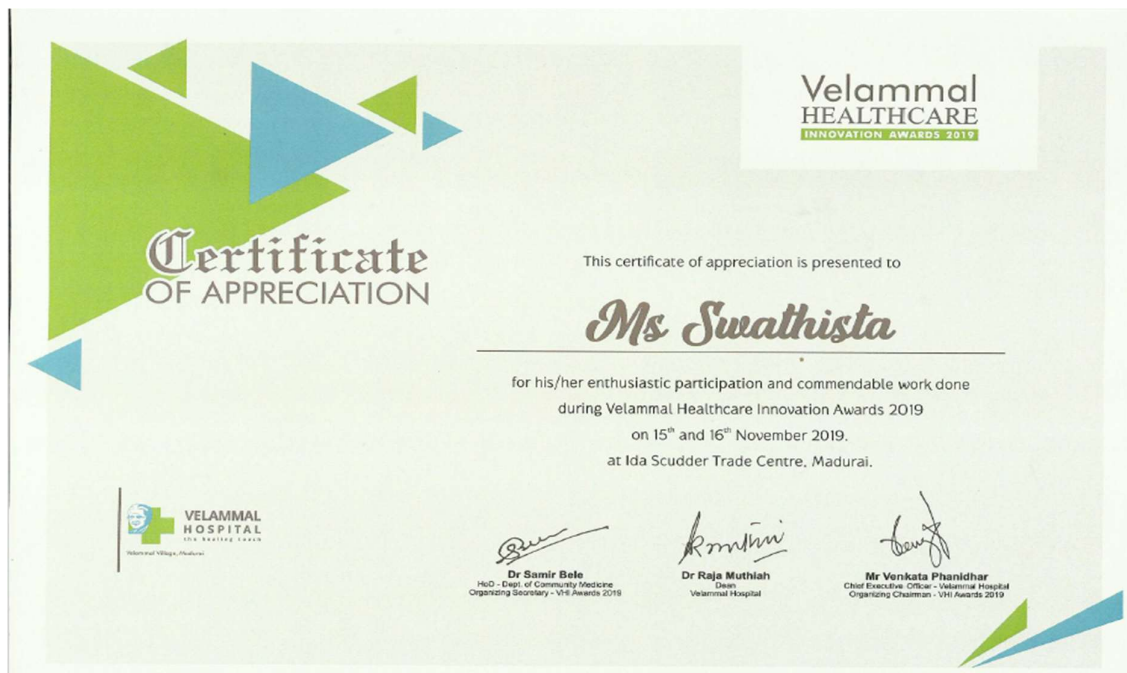 Velammal
HEALTHCARE
INNOVATION AWARDS 2019
Certificate
OF APPRECIATION
This certificate of appreciation is presented to
Ms Swathista
for his/her enthusiastic participation and commendable work done
during Velammal Healthcare Innovation Awards 2019
on 15th and 16th November 2019.
at Ida Scudder Trade Centre, Madurai.
VELAMMAL
HOSPITAL
the healing touch
Velammal Village, Madurai
Dr Samir Bele
HoD - Dept. of Community Medicine
Organizing Secretary - VHI Awards 2019
Dr Raja Muthiah
Dean
Velammal Hospital
Mr Venkata Phanidhar
Chief Executive Officer - Velammal Hospital
Organizing Chairman - VHI Awards 2019